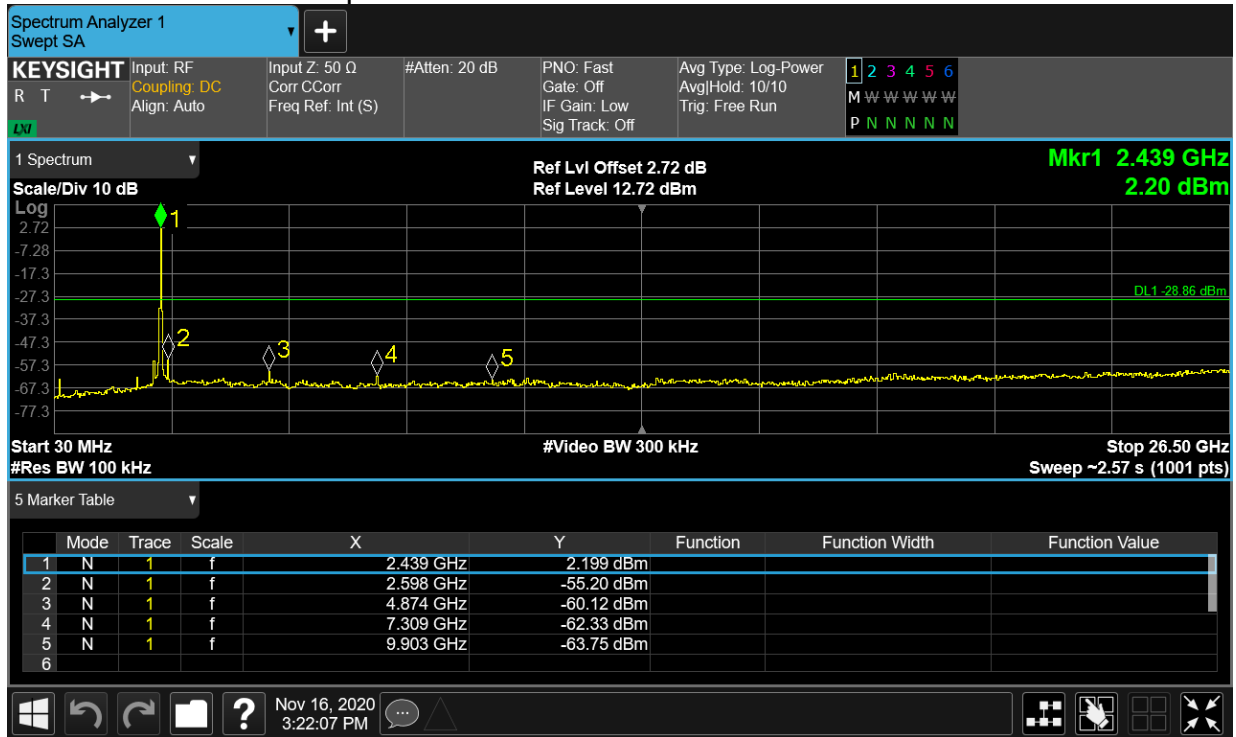 Spectrum Analyzer 1
Swept SA
KEYSIGHT
R T
LXI
Input: RF
Coupling: DC
Align: Auto
Input Z: 50 Ω
Corr CCorr
Freq Ref: Int (S)
#Atten: 20 dB
PNO: Fast
Gate: Off
IF Gain: Low
Sig Track: Off
Avg Type: Log-Power
Avg|Hold: 10/10
Trig: Free Run
1 2 3 4 5 6
M W W W W W
P N N N N N
1 Spectrum
Scale/Div 10 dB
Ref Lvl Offset 2.72 dB
Ref Level 12.72 dBm
Mkr1 2.439 GHz
2.20 dBm
Log
2.72
-7.28
-17.3
-27.3
-37.3
-47.3
-57.3
-67.3
-77.3
1
2
3
4
5
DL1 -28.86 dBm
Start 30 MHz
#Res BW 100 kHz
#Video BW 300 kHz
Stop 26.50 GHz
Sweep ~2.57 s (1001 pts)
5 Marker Table
Mode Trace Scale X Y Function Function Width Function Value
1 N 1 f 2.439 GHz 2.199 dBm
2 N 1 f 2.598 GHz -55.20 dBm
3 N 1 f 4.874 GHz -60.12 dBm
4 N 1 f 7.309 GHz -62.33 dBm
5 N 1 f 9.903 GHz -63.75 dBm
6
?
Nov 16, 2020
3:22:07 PM